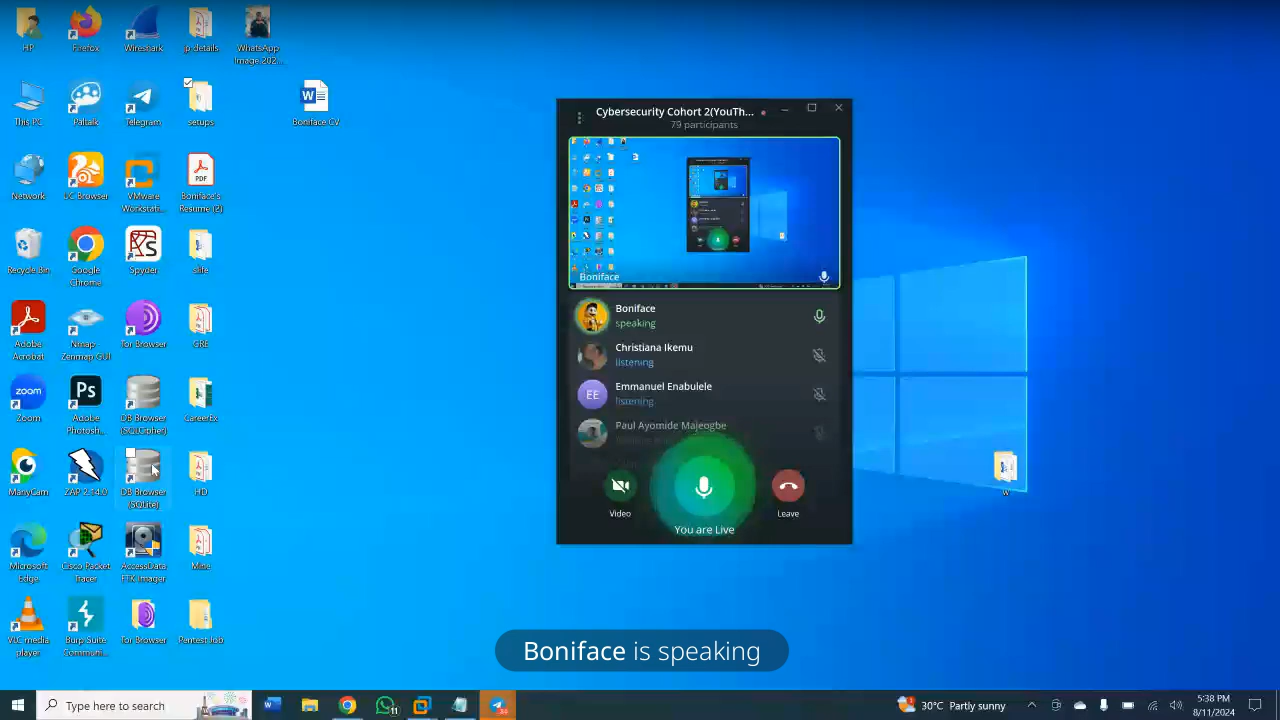 HP
Firefox
Wireshark
jp details
WhatsApp
Image 202...
This PC
Paltalk
Telegram
setups
Boniface CV
Network
UC Browser
VMware
Workstati...
Boniface's
Resume (2)
Recycle Bin
Google
Chrome
Spyder
slife
Adobe
Acrobat
Nmap -
Zenmap GUI
Tor Browser
GRE
Zoom
Adobe
Photosh...
DB Browser
(SQLCipher)
CareerEx
ManyCam
ZAP 2.14.0
DB Browser
(SQLite)
HD
Microsoft
Edge
Cisco Packet
Tracer
AccessData
FTK Imager
Mine
VLC media
player
Burp Suite
Communi...
Tor Browser
Pentest Job
w
Cybersecurity Cohort 2(YouTh...
79 participants
Boniface
Boniface
speaking
Christiana Ikemu
listening
EE
Emmanuel Enabulele
listening
Paul Ayomide Majeogbe
Video
Leave
You are Live
Boniface is speaking
Type here to search
11
30°C Partly sunny
5:38 PM
8/11/2024